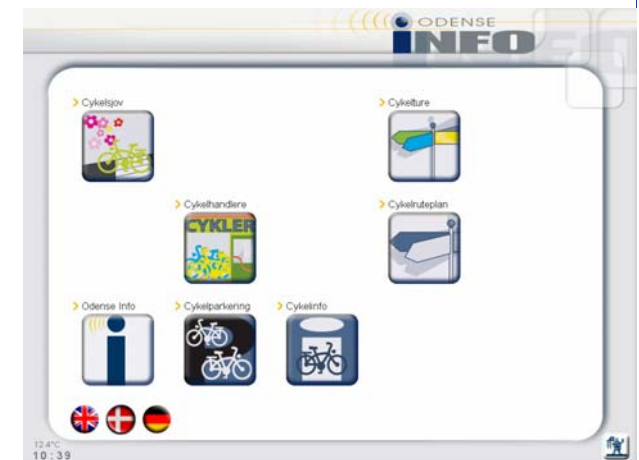 ODENSE
INFO
Cykelsjov
Cykelture
Cykelhandlere
CYKLER
Cykelruteplan
Odense Info
Cykelparkering
Cykelinfo
12.4°C
10:39